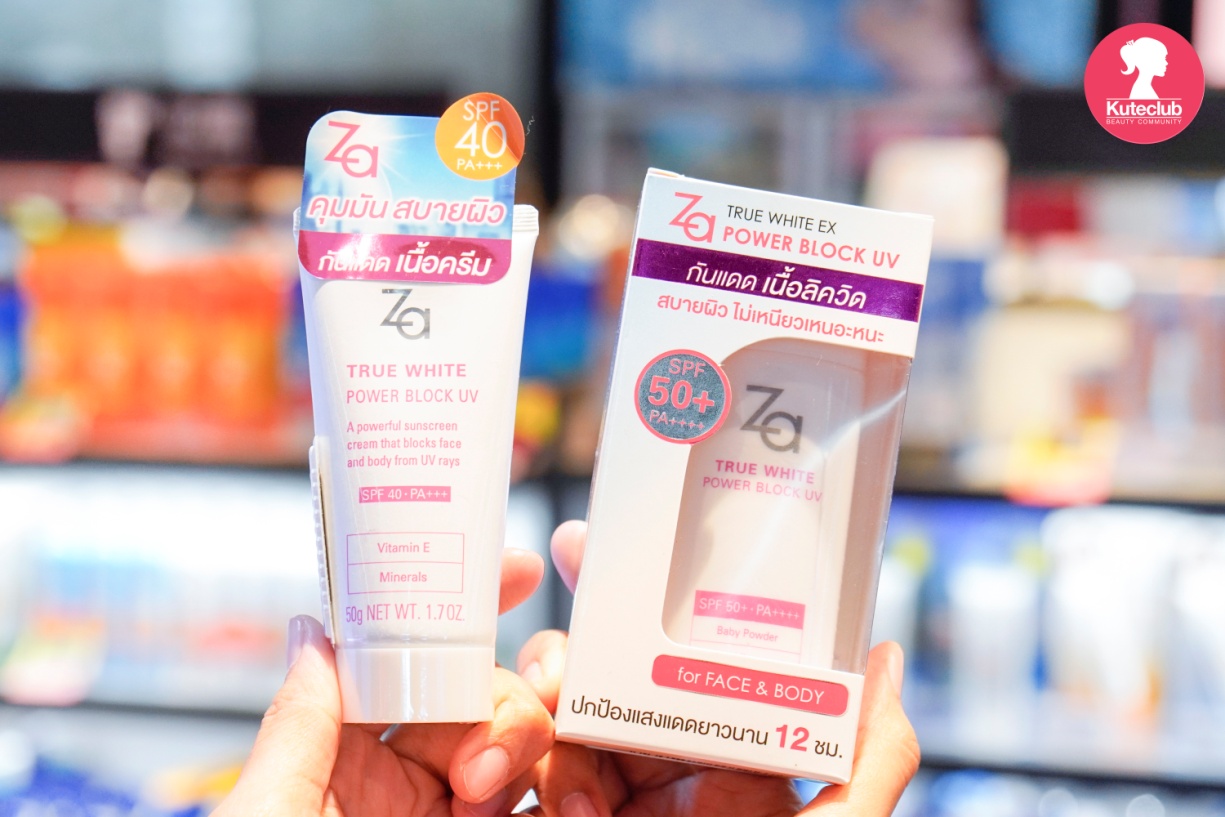 Kuteclub
BEAUTY COMMUNITY
SPF
40
PA+++
Za
คุมมัน สบายผิว
กันแดด เนื้อครีม
Za
TRUE WHITE
POWER BLOCK UV
A powerful sunscreen
cream that blocks face
and body from UV rays
SPF 40 · PA+++
Vitamin E
Minerals
50g NET WT. 1.7 OZ.
Za
TRUE WHITE EX
POWER BLOCK UV
กันแดด เนื้อลิควิด
สบายผิว ไม่เหนียวเหนอะหนะ
SPF
50+
PA++++
Za
TRUE WHITE
POWER BLOCK UV
SPF 50+ · PA++++
Baby Powder
for FACE & BODY
ปกป้องแสงแดดยาวนาน 12 ชม.